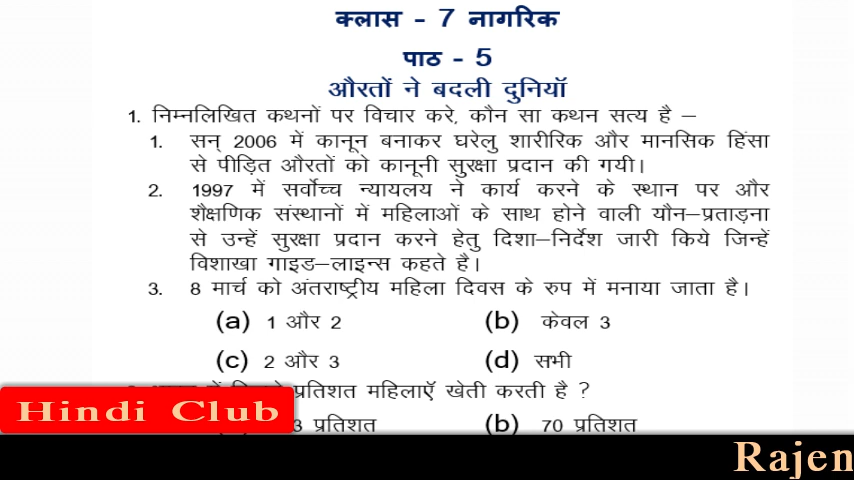 क्लास - 7 नागरिक
पाठ - 5
औरतों ने बदली दुनियॉ
1. निम्नलिखित कथनों पर विचार करे, कौन सा कथन सत्य है –
1. सन् 2006 में कानून बनाकर घरेलु शारीरिक और मानसिक हिंसा
से पीड़ित औरतों को कानूनी सुरक्षा प्रदान की गयी।
2. 1997 में सर्वोच्च न्यायलय ने कार्य करने के स्थान पर और
शैक्षणिक संस्थानों में महिलाओं के साथ होने वाली यौन–प्रताड़ना
से उन्हें सुरक्षा प्रदान करने हेतु दिशा–निर्देश जारी किये जिन्हें
विशाखा गाइड–लाइन्स कहते है।
3. 8 मार्च को अंतराष्ट्रीय महिला दिवस के रुप में मनाया जाता है।
(a) 1 और 2 (b) केवल 3
(c) 2 और 3 (d) सभी
प्रतिशत महिलाऍ खेती करती है ?
3 प्रतिशत (b) 70 प्रतिशत
Hindi Club
Rajen